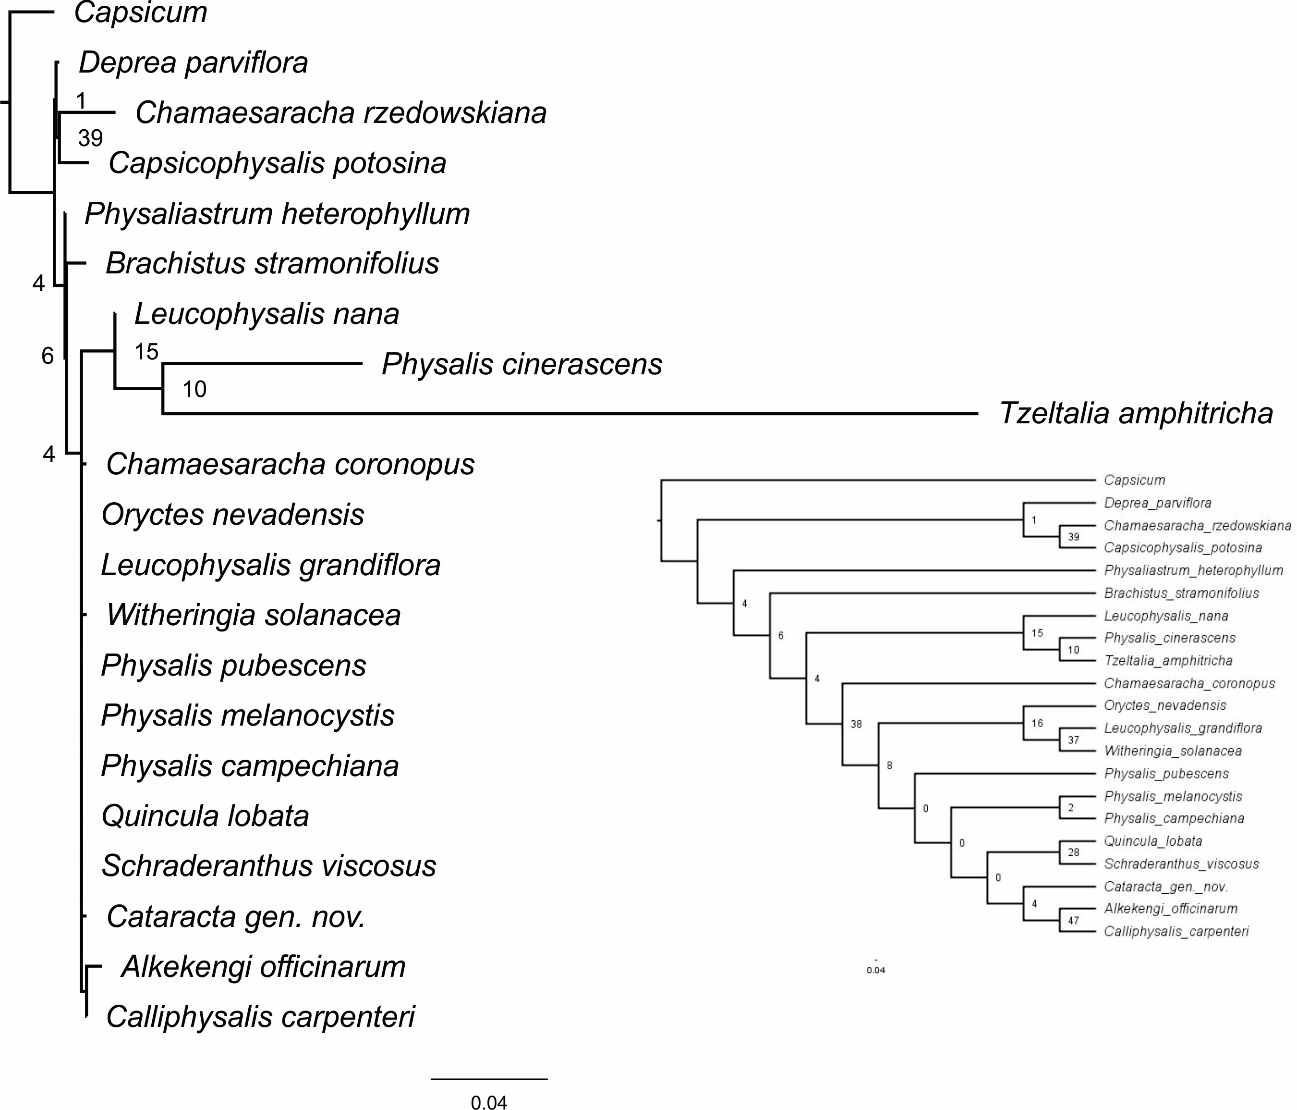 Capsicum
Deprea parviflora
1
Chamaesaracha rzedowskiana
39
Capsicophysalis potosina
Physaliastrum heterophyllum
Brachistus stramonifolius
4
Leucophysalis nana
15
6
Physalis cinerascens
10
Tzeltalia amphitricha
4
Chamaesaracha coronopus
Oryctes nevadensis
Leucophysalis grandiflora
Witheringia solanacea
Physalis pubescens
Physalis melanocystis
Physalis campechiana
Quincula lobata
Schraderanthus viscosus
Cataracta gen. nov.
Alkekengi officinarum
Calliphysalis carpenteri
0.04
Capsicum
Deprea_parviflora
1
Chamaesaracha_rzedowskiana
39
Capsicophysalis_potosina
Physaliastrum_heterophyllum
Brachistus_stramonifolius
4
Leucophysalis_nana
15
6
Physalis_cinerascens
10
Tzeltalia_amphitricha
4
Chamaesaracha_coronopus
Oryctes_nevadensis
16
38
Leucophysalis_grandiflora
37
Witheringia_solanacea
8
Physalis_pubescens
Physalis_melanocystis
0
2
Physalis_campechiana
Quincula_lobata
0
28
Schraderanthus_viscosus
0
Cataracta_gen._nov.
4
Alkekengi_officinarum
47
Calliphysalis_carpenteri
0.04